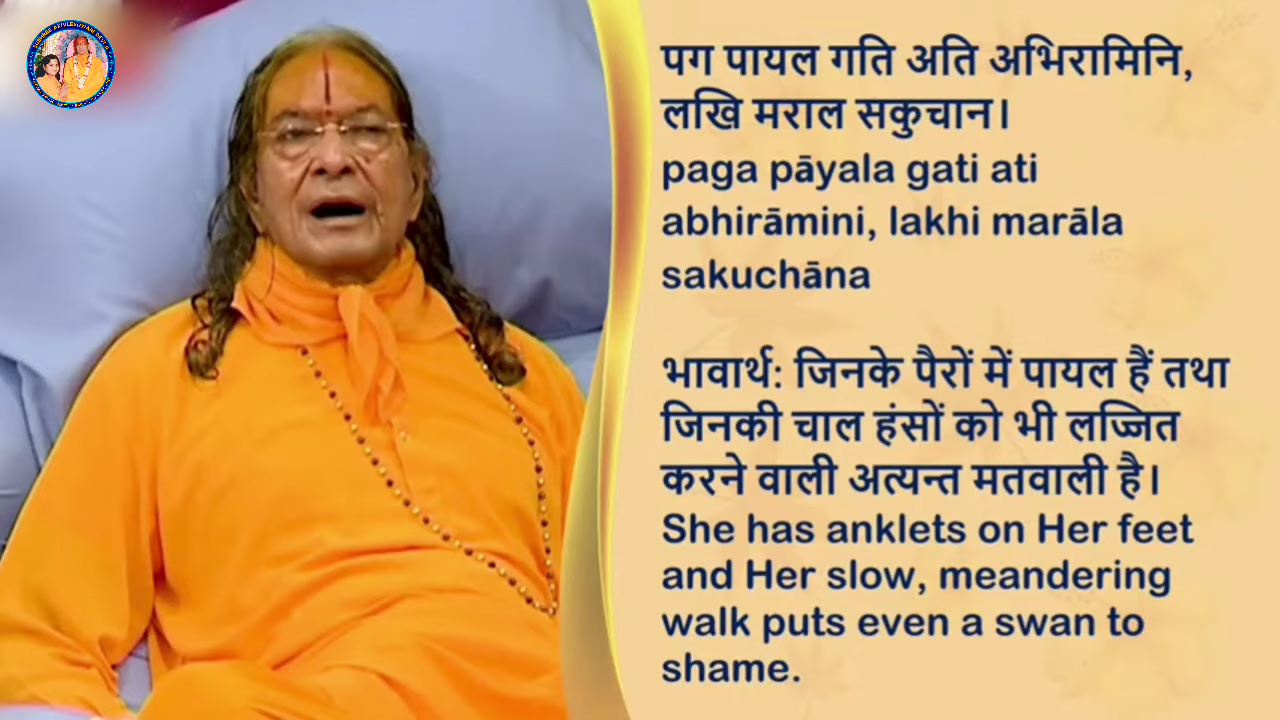 पग पायल गति अति अभिरामिनि,
लखि मराल सकुचान।
paga pāyala gati ati
abhirāmini, lakhi marāla
sakuchāna
भावार्थ: जिनके पैरों में पायल हैं तथा
जिनकी चाल हंसों को भी लज्जित
करने वाली अत्यन्त मतवाली है।
She has anklets on Her feet
and Her slow, meandering
walk puts even a swan to
shame.